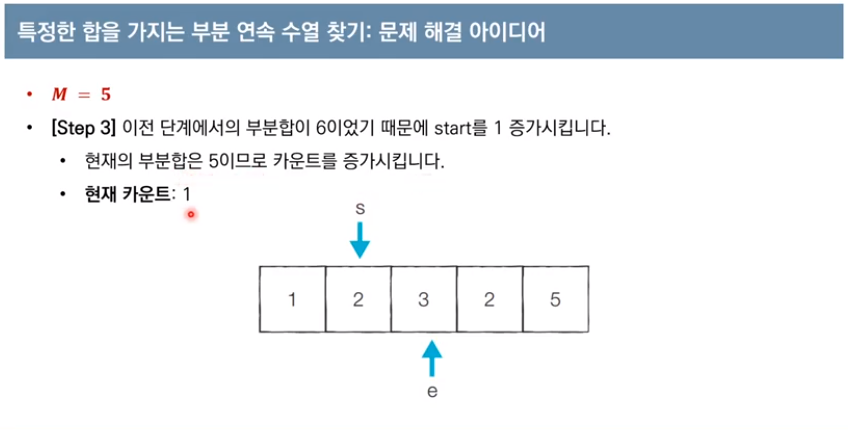 특정한 합을 가지는 부분 연속 수열 찾기: 문제 해결 아이디어
• M = 5
• [Step 3] 이전 단계에서의 부분합이 6이었기 때문에 start를 1 증가시킵니다.
• 현재의 부분합은 5이므로 카운트를 증가시킵니다.
• 현재 카운트: 1
s
1 2 3 2 5
e